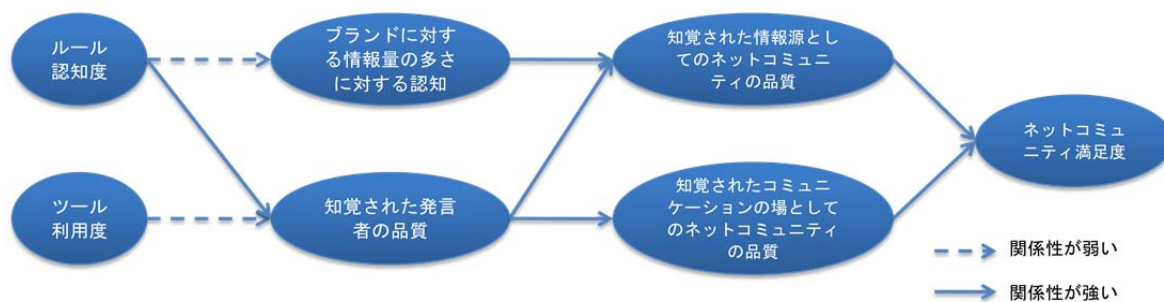 ルール
認知度
ブランドに対す
る情報量の多さ
に対する認知
知覚された情報源とし
てのネットコミュニ
ティの品質
ネットコミュ
ニティ満足度
ツール
利用度
知覚された発言
者の品質
知覚されたコミュニ
ケーションの場として
のネットコミュニティ
の品質
関係性が弱い
関係性が強い